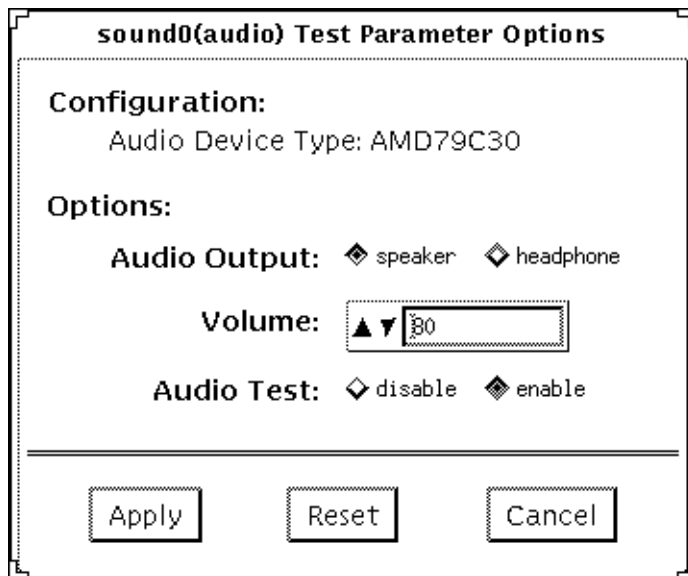 sound0(audio) Test Parameter Options
Configuration:
Audio Device Type: AMD79C30
Options:
Audio Output: speaker headphone
Volume: 80
Audio Test: disable enable
Apply Reset Cancel